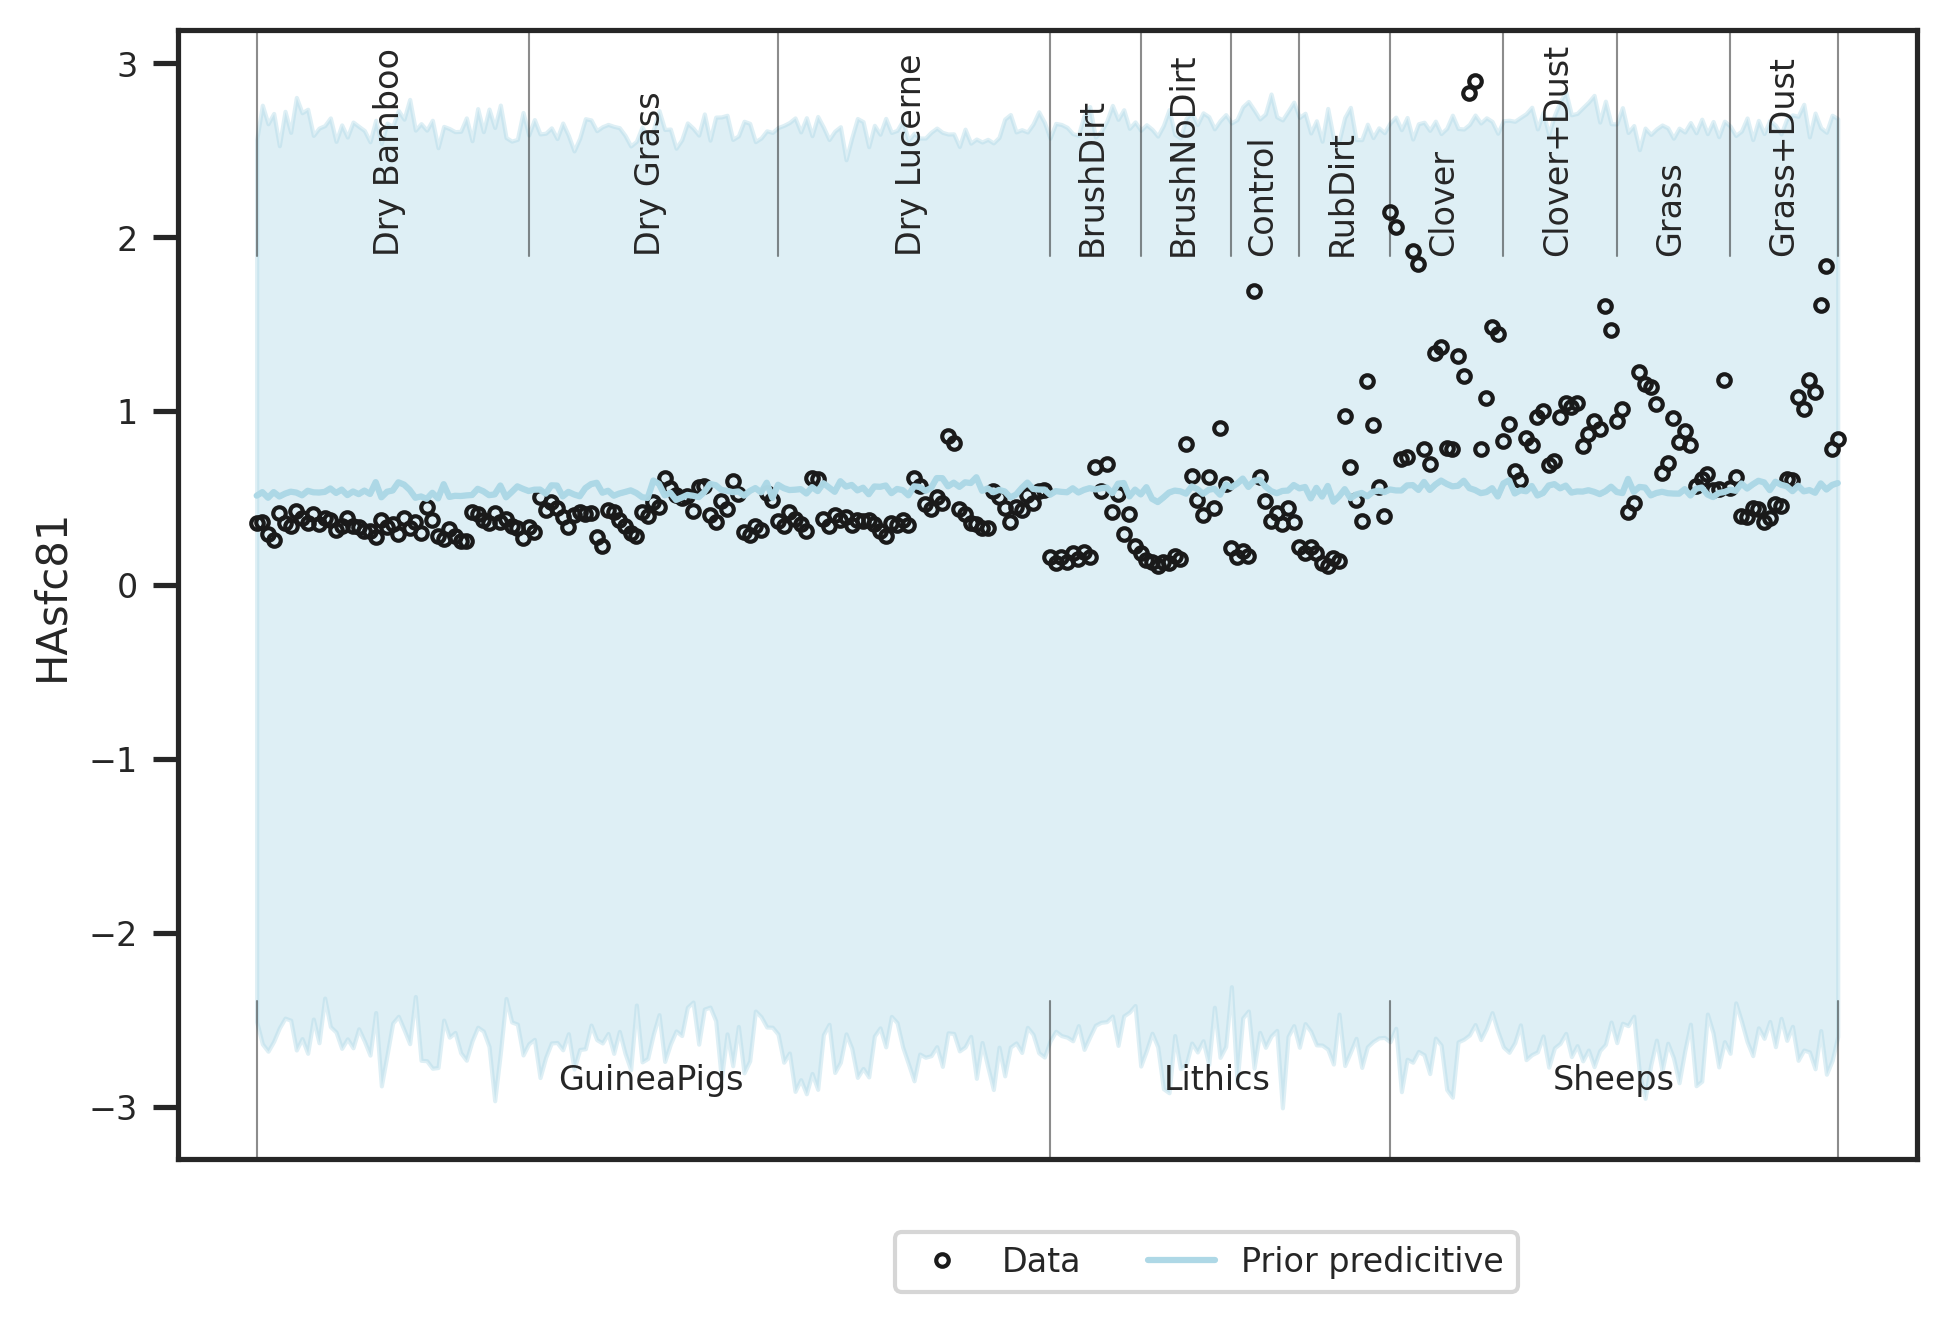 3
2
1
0
−1
−2
−3
HAsfc81
Dry Bamboo
Dry Grass
Dry Lucerne
BrushDirt
BrushNoDirt
Control
RubDirt
Clover
Clover+Dust
Grass
Grass+Dust
GuineaPigs
Lithics
Sheeps
Data
Prior predicitive